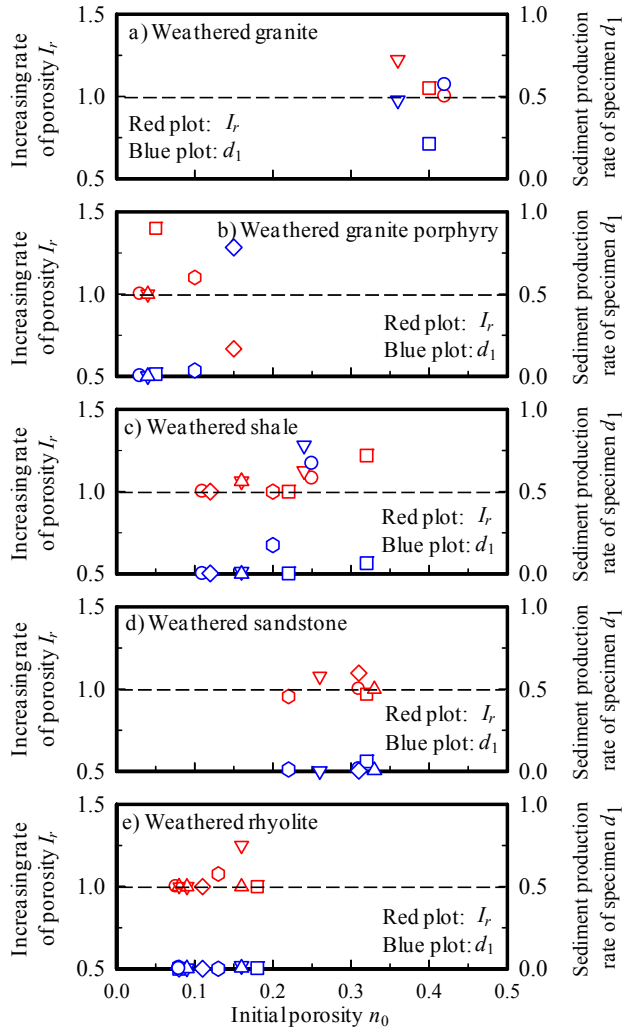 1.5
1.0
0.5
Increasing rate
of porosity I_r
a) Weathered granite
Red plot: I_r
Blue plot: d_1
1.0
0.5
0.0
Sediment production
rate of specimen d_1
1.5
1.0
0.5
Increasing rate
of porosity I_r
b) Weathered granite porphyry
Red plot: I_r
Blue plot: d_1
1.0
0.5
0.0
Sediment production
rate of specimen d_1
1.5
1.0
0.5
Increasing rate
of porosity I_r
c) Weathered shale
Red plot: I_r
Blue plot: d_1
1.0
0.5
0.0
Sediment production
rate of specimen d_1
1.5
1.0
0.5
Increasing rate
of porosity I_r
d) Weathered sandstone
Red plot: I_r
Blue plot: d_1
1.0
0.5
0.0
Sediment production
rate of specimen d_1
1.5
1.0
0.5
Increasing rate
of porosity I_r
e) Weathered rhyolite
Red plot: I_r
Blue plot: d_1
1.0
0.5
0.0
Sediment production
rate of specimen d_1
0.0 0.1 0.2 0.3 0.4 0.5
Initial porosity n_0